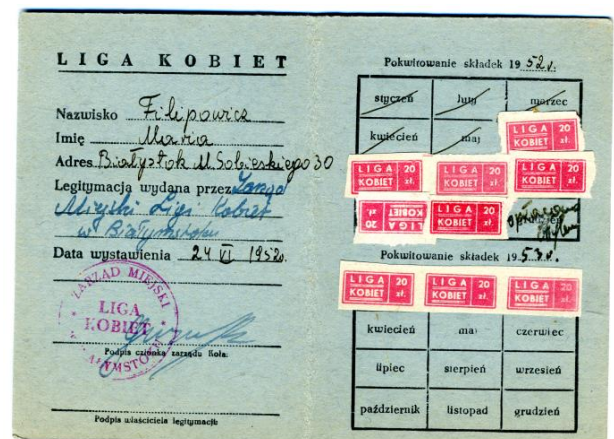 LIGA KOBIET
Nazwisko Filipowicz
Imię Maria
Adres Białystok Ul Sobieskiego 30
Legitymacja wydana przez Zarząd
Miejski Ligi Kobiet
w Białymstoku
Data wystawienia 24 VI 1952
ZARZĄD MIEJSKI
LIGA
KOBIET
Podpis członka zarządu Koła
Podpis właściciela legitymacji
Pokwitowanie składek 1952 r.
styczeń luty marzec
kwiecień maj
LIGA KOBIET 20 zł.
LIGA KOBIET 20 zł. LIGA KOBIET 20 zł. LIGA KOBIET 20 zł.
LIGA KOBIET 20 zł. LIGA KOBIET 20 zł. opłacono
Pokwitowanie składek 1953 r.
LIGA KOBIET 20 zł. LIGA KOBIET 20 zł. LIGA KOBIET 20 zł.
kwiecień maj czerwiec
lipiec sierpień wrzesień
październik listopad grudzień